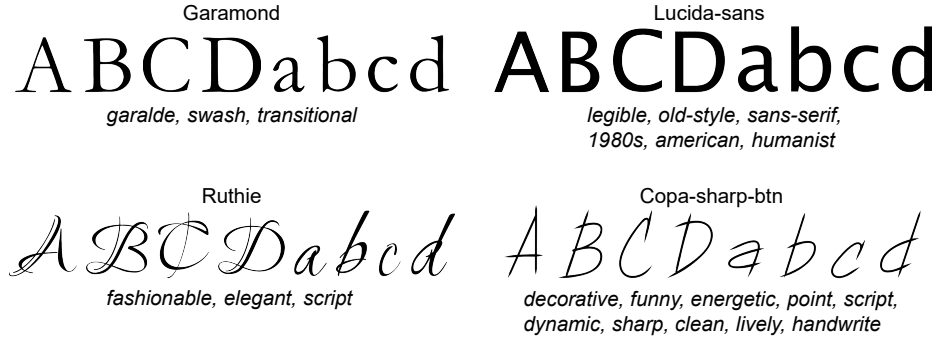 Garamond
ABCDabcd
garalde, swash, transitional
Lucida-sans
ABCDabcd
legible, old-style, sans-serif,
1980s, american, humanist
Ruthie
ABCDabcd
fashionable, elegant, script
Copa-sharp-btn
ABCDabcd
decorative, funny, energetic, point, script,
dynamic, sharp, clean, lively, handwrite